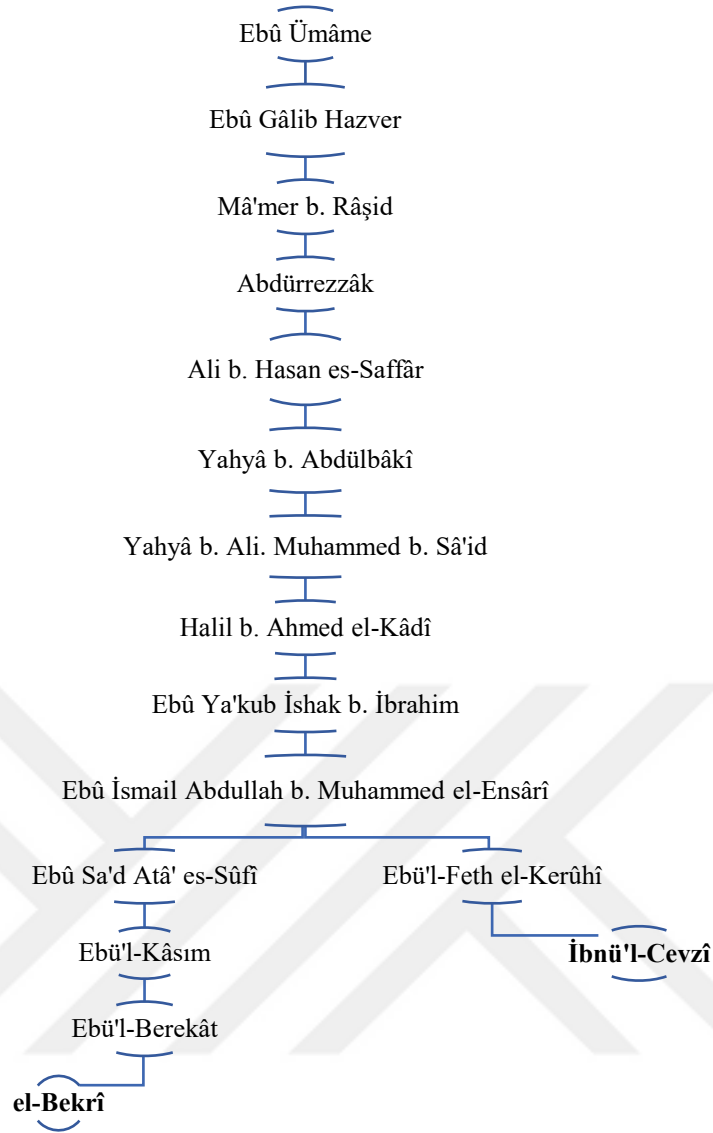 Ebû Ümâme
Ebû Gâlib Hazver
Mâ'mer b. Râşid
Abdürrezzâk
Ali b. Hasan es-Saffâr
Yahyâ b. Abdülbâkî
Yahyâ b. Ali. Muhammed b. Sâ'id
Halil b. Ahmed el-Kâdî
Ebû Ya'kub İshak b. İbrahim
Ebû İsmail Abdullah b. Muhammed el-Ensârî
Ebû Sa'd Atâ' es-Sûfî Ebü'l-Feth el-Kerûhî
Ebü'l-Kâsım İbnü'l-Cevzî
Ebü'l-Berekât
el-Bekrî